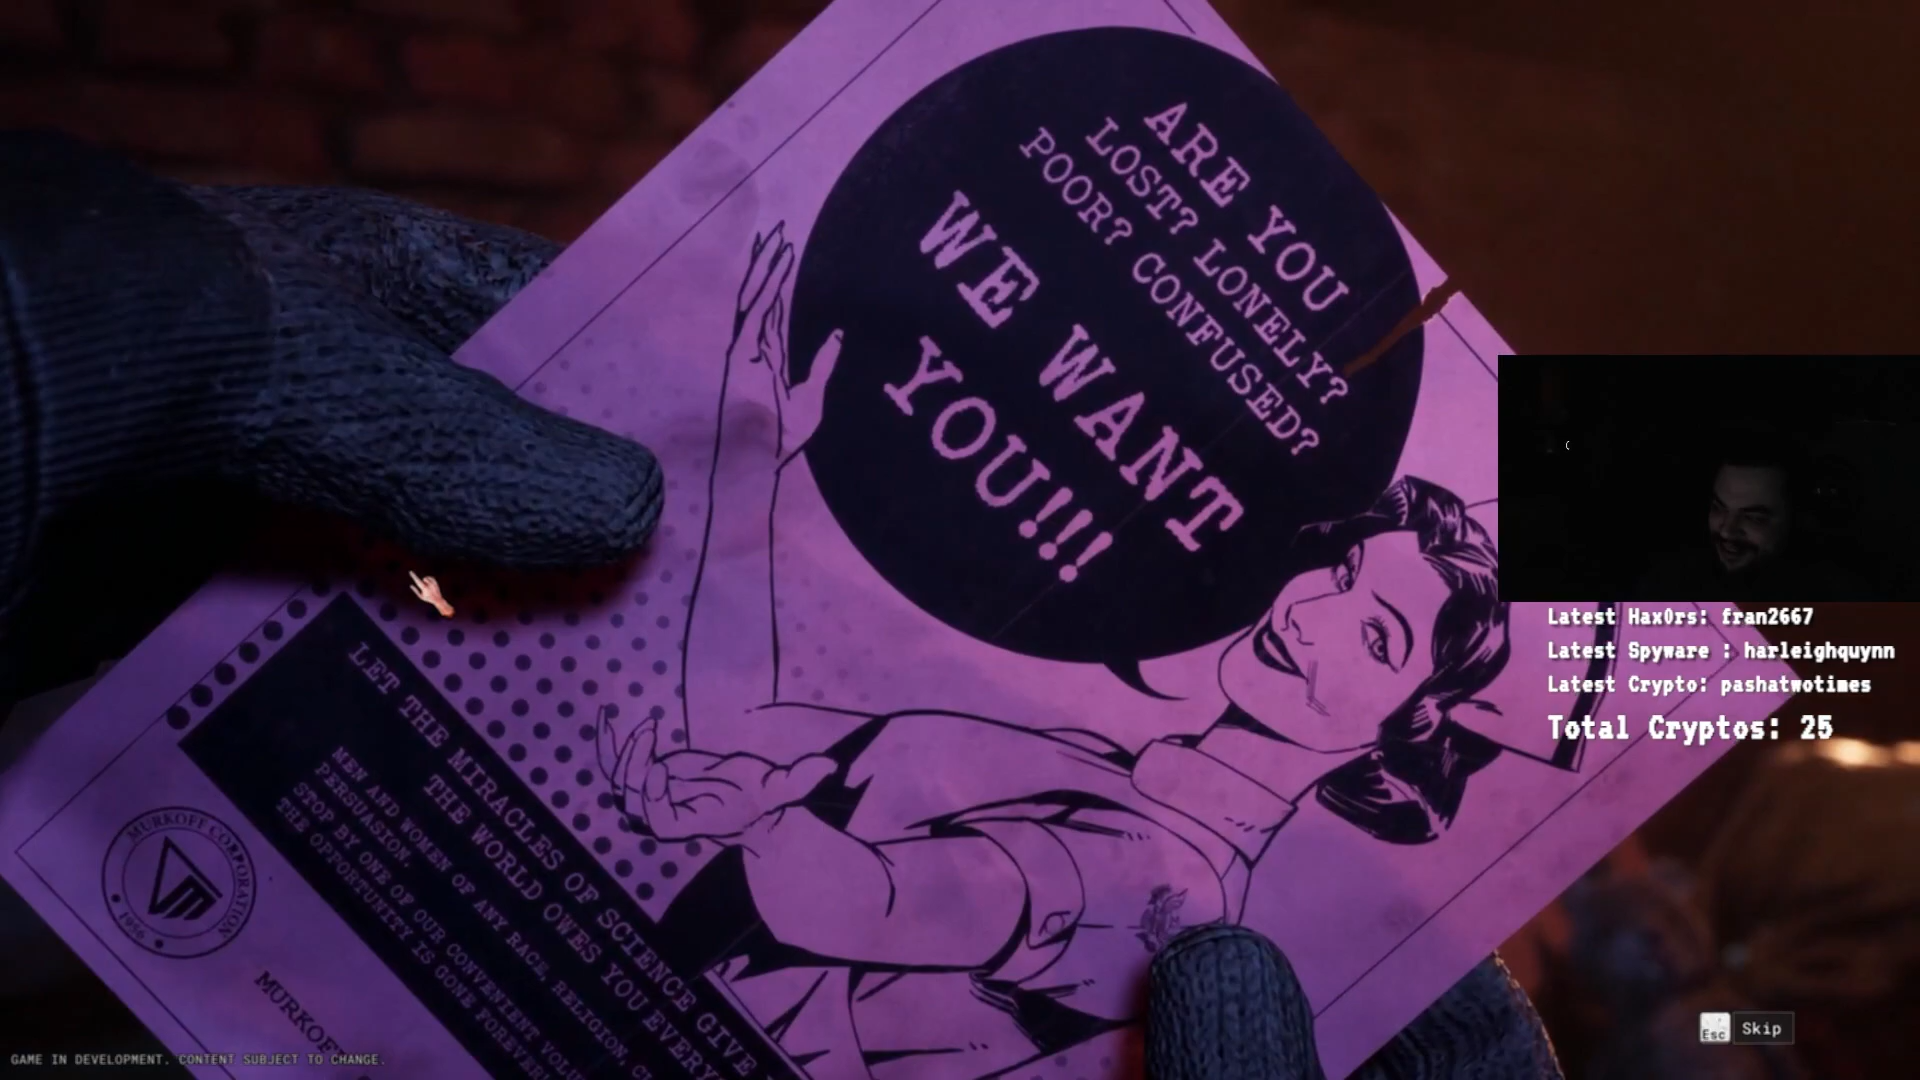 ARE YOU
LOST? LONELY?
POOR? CONFUSED?
WE WANT
YOU!!!
LET THE MIRACLES OF SCIENCE GIVE
THE WORLD OWES YOU
MEN AND WOMEN OF ANY RACE, RELIGION,
PERSUASION.
STOP BY ONE OF OUR CONVENIENT
THE OPPORTUNITY IS GONE FOREVER!
MURKOFF CORPORATION
1956
MURKOFF
Latest Hax0rs: fran2667
Latest Spyware : harleighquynn
Latest Crypto: pashatwotimes
Total Cryptos: 25
Esc Skip
GAME IN DEVELOPMENT. CONTENT SUBJECT TO CHANGE.